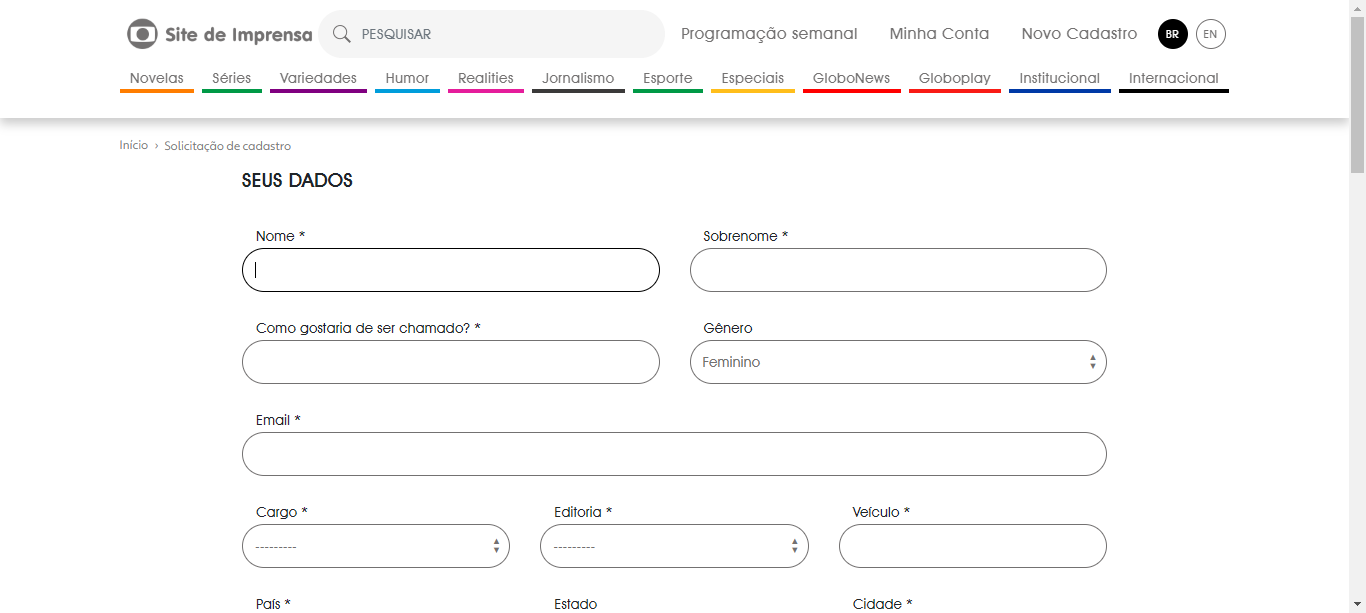 Site de Imprensa PESQUISAR Programação semanal Minha Conta Novo Cadastro BR EN
Novelas Séries Variedades Humor Realities Jornalismo Esporte Especiais GloboNews Globoplay Institucional Internacional
Início › Solicitação de cadastro
SEUS DADOS
Nome * Sobrenome *
Como gostaria de ser chamado? * Gênero
Feminino
Email *
Cargo * Editoria * Veículo *
--------- ---------
País * Estado Cidade *